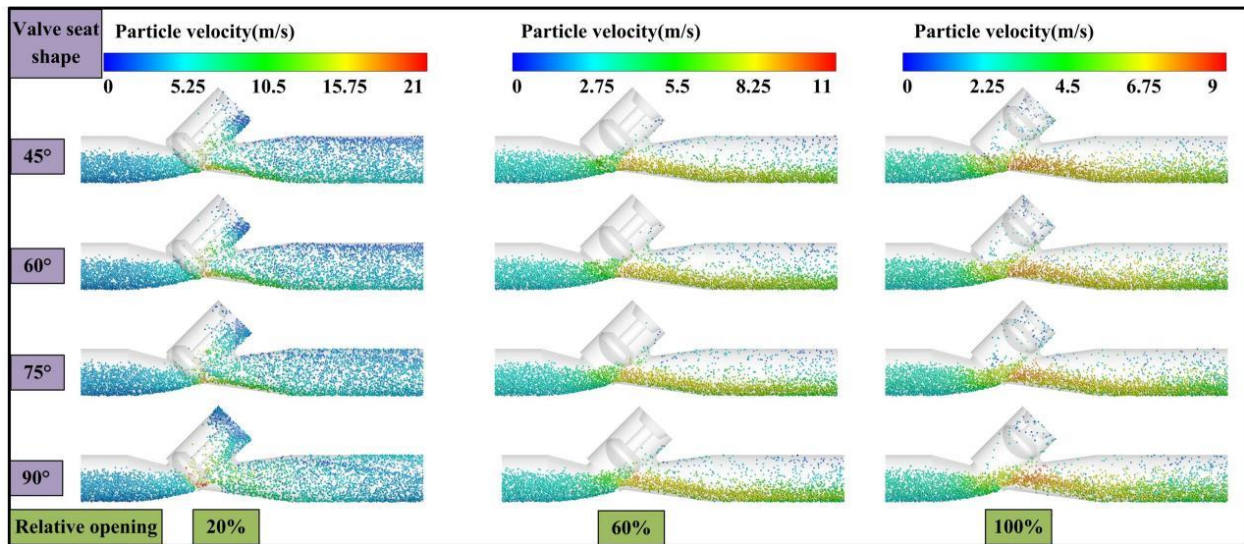 Valve seat
shape
Particle velocity(m/s)
0 5.25 10.5 15.75 21
Particle velocity(m/s)
0 2.75 5.5 8.25 11
Particle velocity(m/s)
0 2.25 4.5 6.75 9
45°
60°
75°
90°
Relative opening 20% 60% 100%